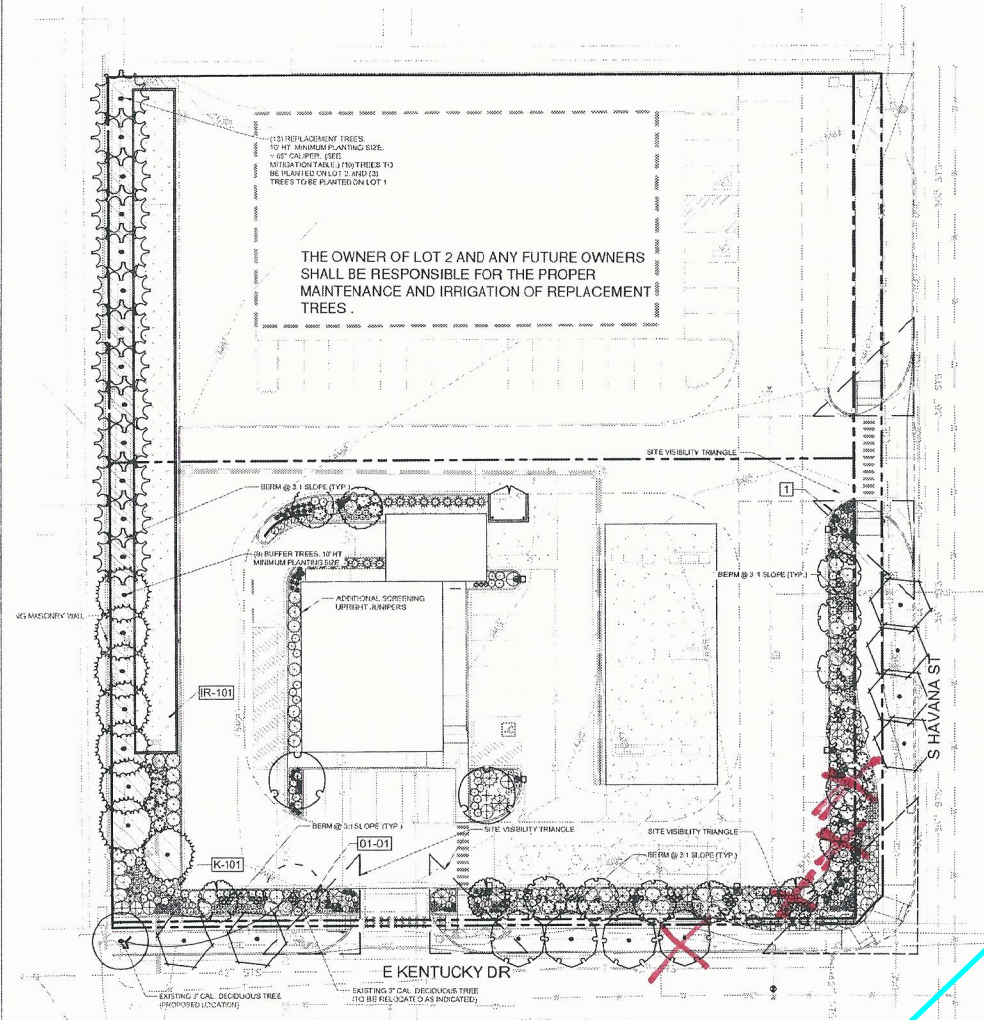 (13) REPLACEMENT TREES.
10' HT MINIMUM PLANTING SIZE.
MITIGATION TABLE.) (10) TREES TO
BE PLANTED ON LOT 2 AND (3)
TREES TO BE PLANTED ON LOT 1
THE OWNER OF LOT 2 AND ANY FUTURE OWNERS
SHALL BE RESPONSIBLE FOR THE PROPER
MAINTENANCE AND IRRIGATION OF REPLACEMENT
TREES .
SITE VISIBILITY TRIANGLE
BERM @ 3:1 SLOPE (TYP.)
1
BUFFER TREES, 10' HT
MINIMUM PLANTING SIZE
BERM @ 3:1 SLOPE (TYP.)
ADDITIONAL SCREENING
UPRIGHT JUNIPERS
NG MASONRY WALL
IR-101
S HAVANA ST
BERM @ 3:1 SLOPE (TYP.)
SITE VISIBILITY TRIANGLE
SITE VISIBILITY TRIANGLE
01-01
BERM @ 3:1 SLOPE (TYP.)
K-101
E KENTUCKY DR
42" STS
EXISTING 3" CAL. DECIDUOUS TREE
(PROPOSED LOCATION)
EXISTING 3" CAL. DECIDUOUS TREE
(TO BE RELOCATED AS INDICATED)